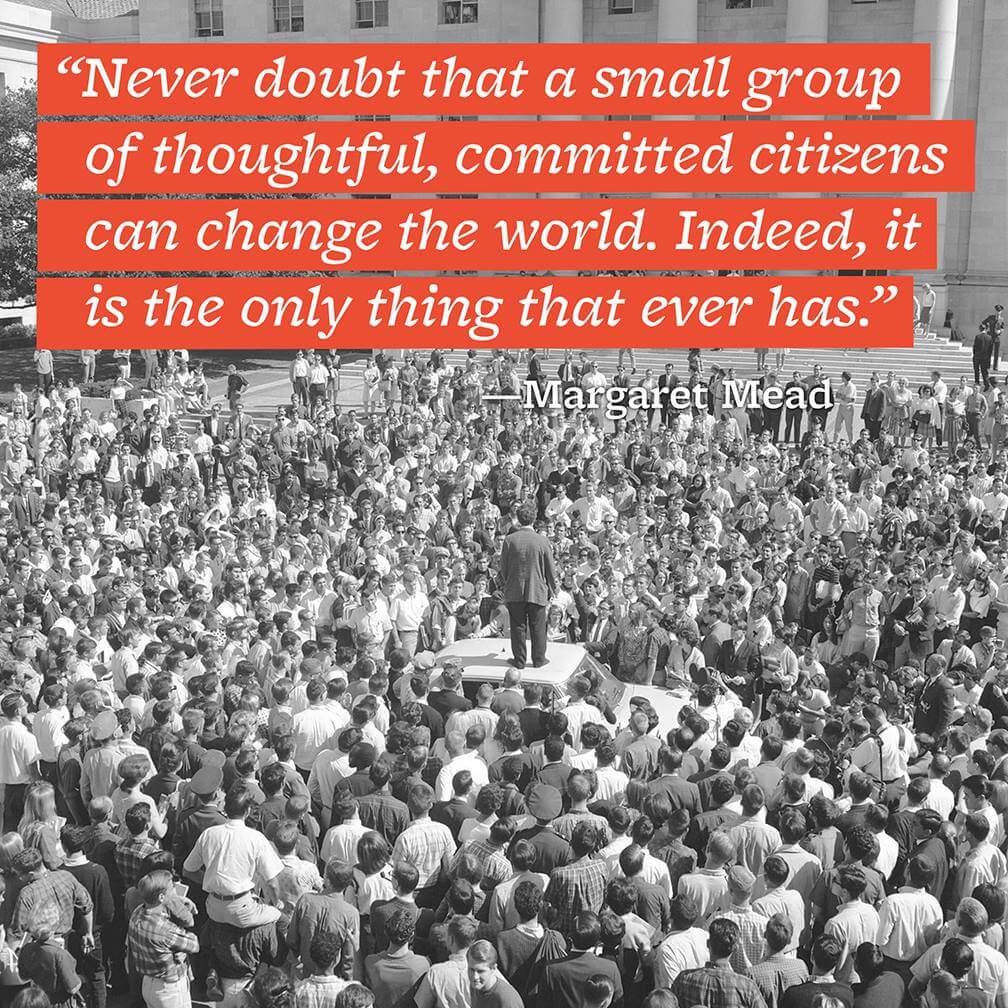 “Never doubt that a small group
of thoughtful, committed citizens
can change the world. Indeed, it
is the only thing that ever has.”
—Margaret Mead